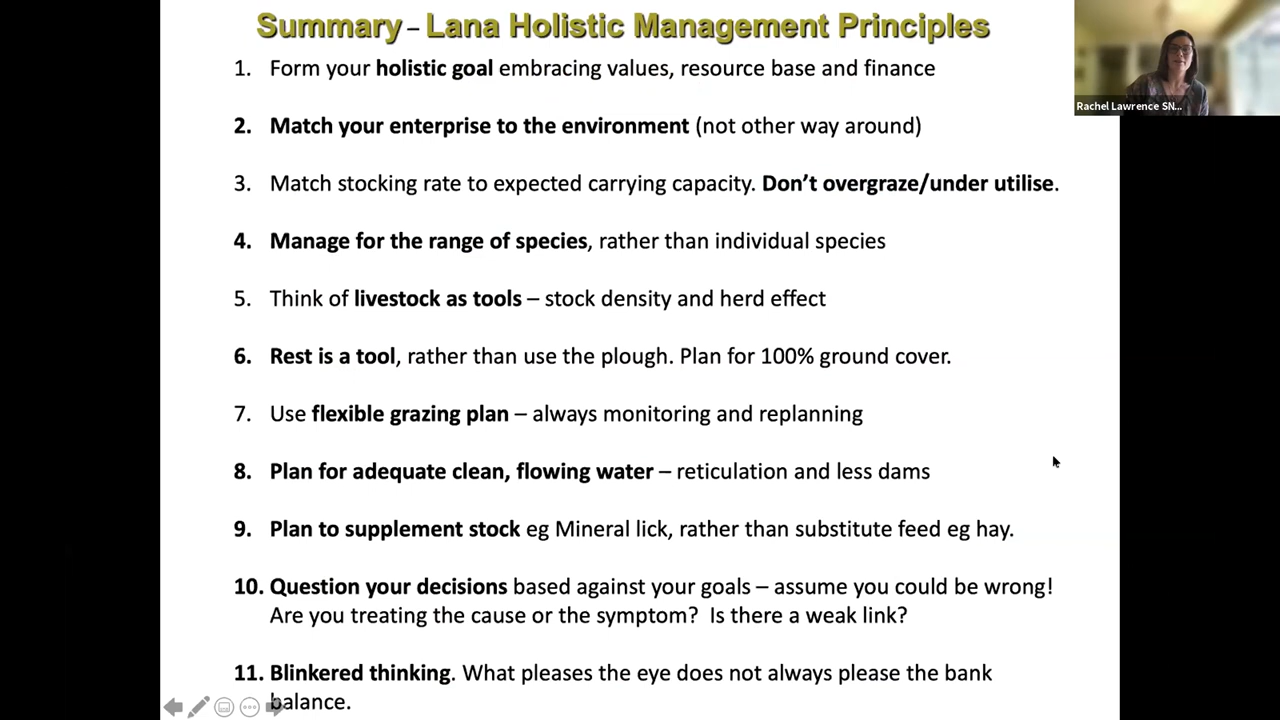 Summary – Lana Holistic Management Principles
Rachel Lawrence SN...
1. Form your holistic goal embracing values, resource base and finance
2. Match your enterprise to the environment (not other way around)
3. Match stocking rate to expected carrying capacity. Don't overgraze/under utilise.
4. Manage for the range of species, rather than individual species
5. Think of livestock as tools – stock density and herd effect
6. Rest is a tool, rather than use the plough. Plan for 100% ground cover.
7. Use flexible grazing plan – always monitoring and replanning
8. Plan for adequate clean, flowing water – reticulation and less dams
9. Plan to supplement stock eg Mineral lick, rather than substitute feed eg hay.
10. Question your decisions based against your goals – assume you could be wrong!
Are you treating the cause or the symptom? Is there a weak link?
11. Blinkered thinking. What pleases the eye does not always please the bank
balance.